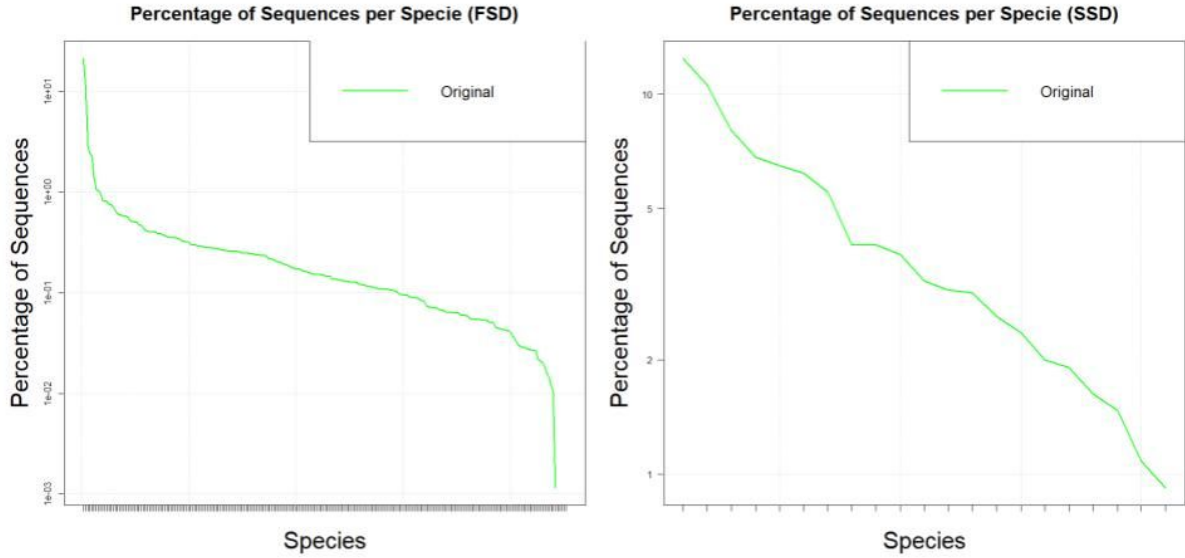 Percentage of Sequences per Specie (FSD)
Percentage of Sequences
1e+01
1e+00
1e-01
1e-02
1e-03
Original
Species
Percentage of Sequences per Specie (SSD)
Percentage of Sequences
10
5
2
1
Original
Species